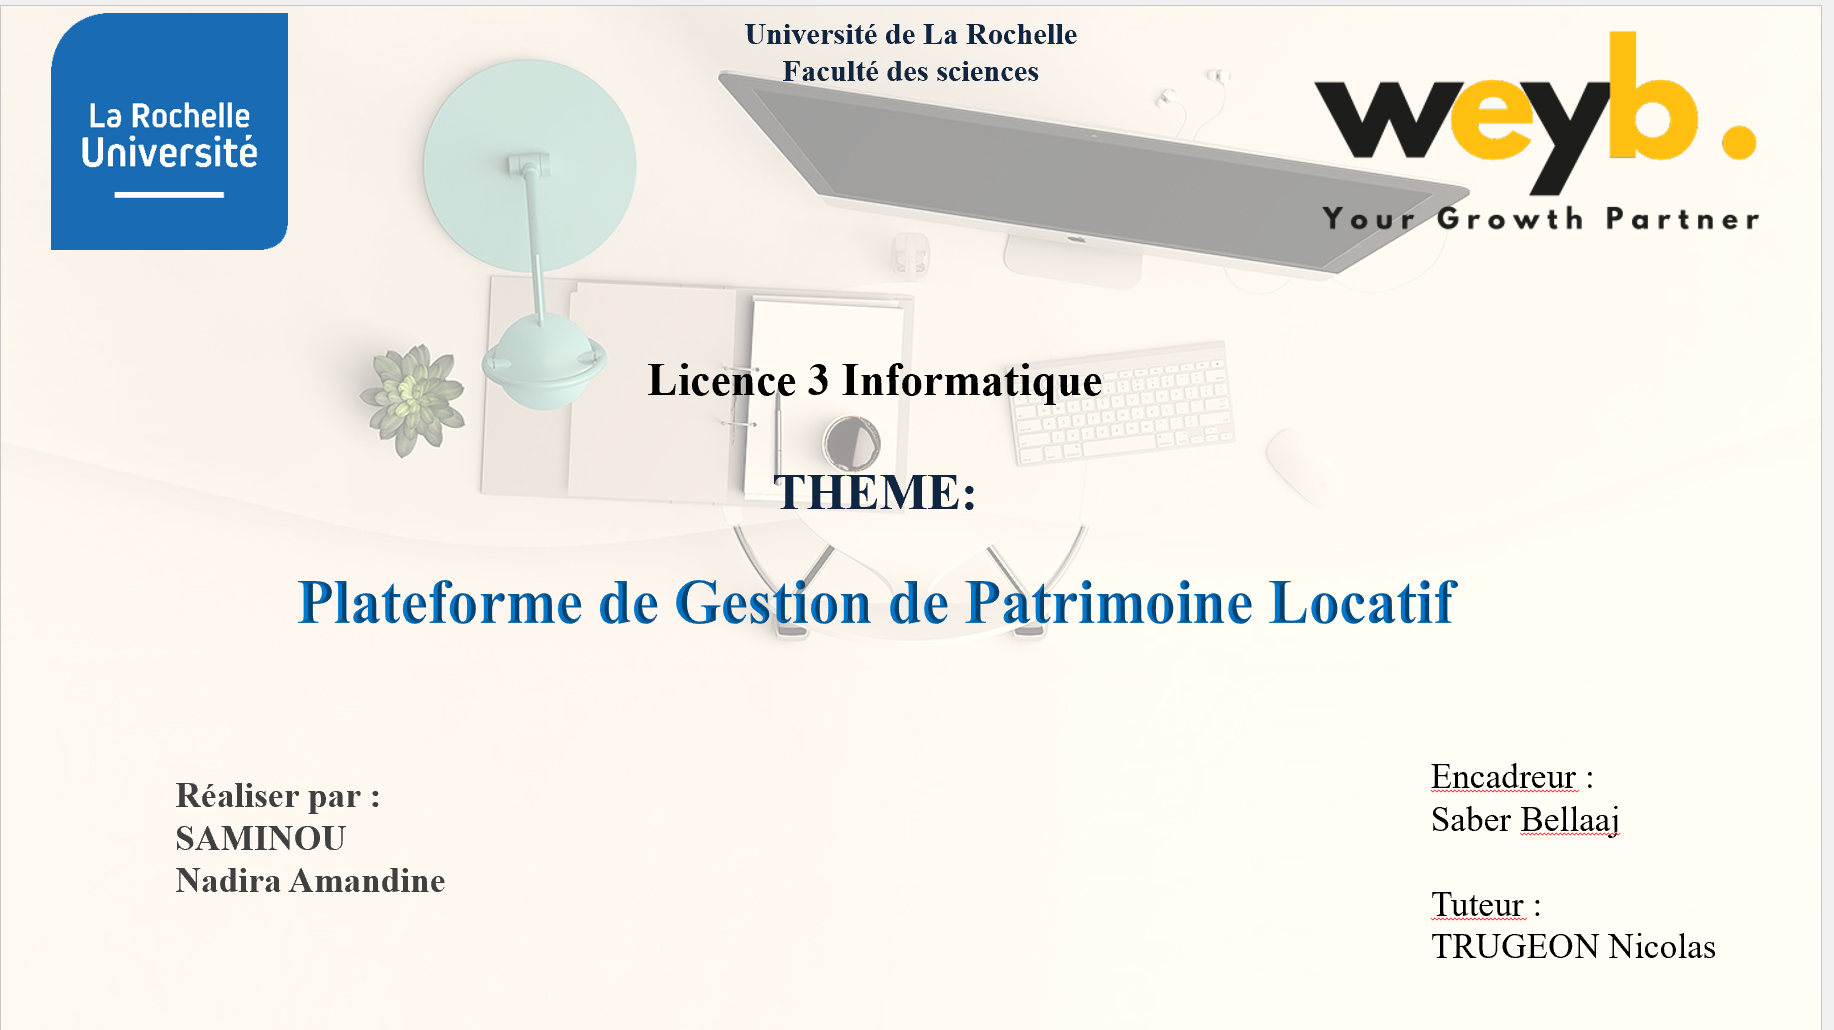 Université de La Rochelle
Faculté des sciences
La Rochelle
Université
weyb.
Your Growth Partner
Licence 3 Informatique
THEME:
Plateforme de Gestion de Patrimoine Locatif
Réaliser par :
SAMINOU
Nadira Amandine
Encadreur :
Saber Bellaaj
Tuteur :
TRUGEON Nicolas